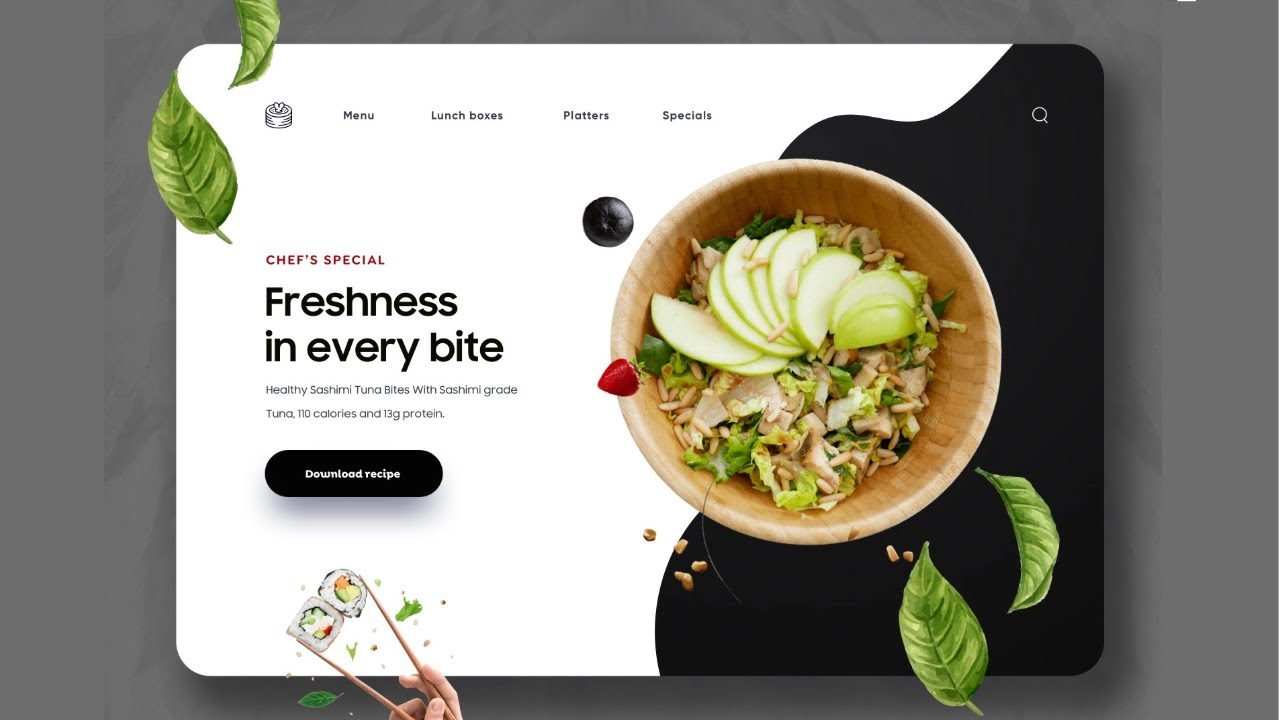 Menu
Lunch boxes
Platters
Specials
CHEF'S SPECIAL
Freshness
in every bite
Healthy Sashimi Tuna Bites With Sashimi grade
Tuna, 110 calories and 13g protein.
Download recipe